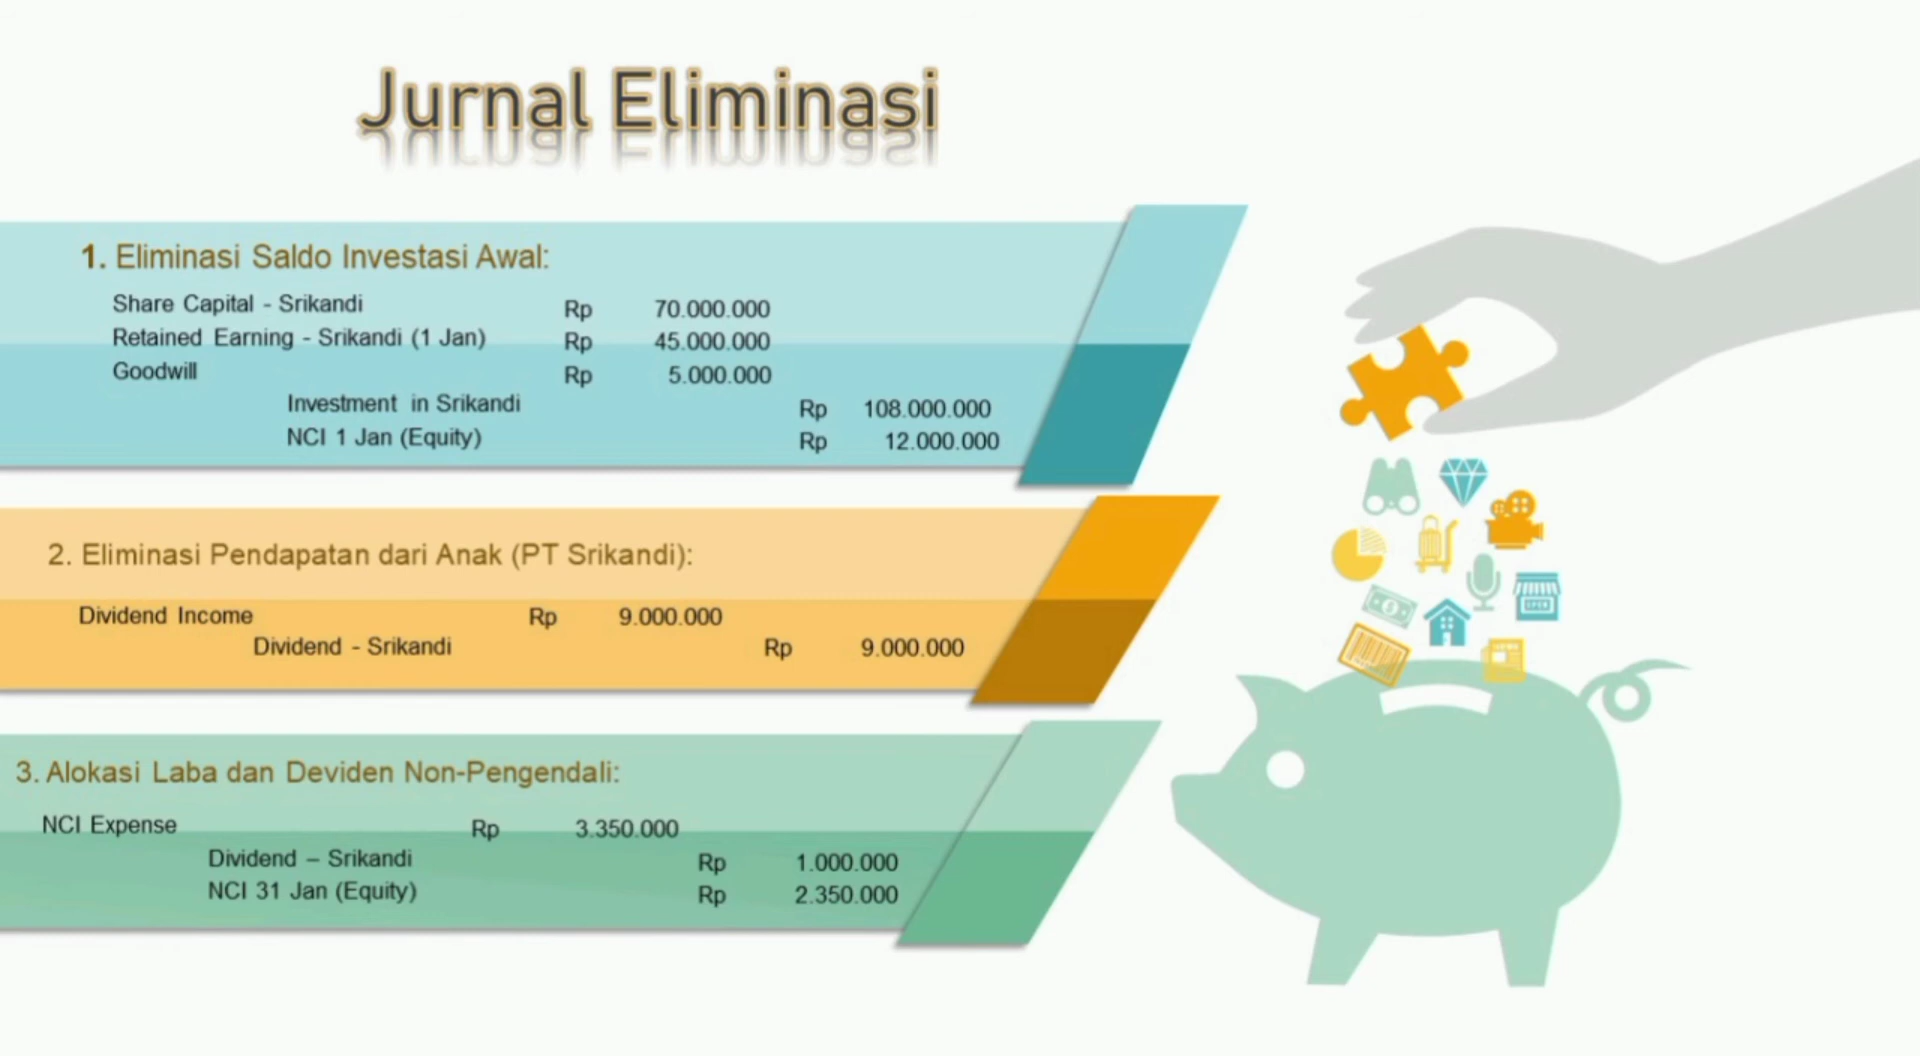 Jurnal Eliminasi
1. Eliminasi Saldo Investasi Awal:
Share Capital - Srikandi Rp 70.000.000
Retained Earning - Srikandi (1 Jan) Rp 45.000.000
Goodwill Rp 5.000.000
Investment in Srikandi Rp 108.000.000
NCI 1 Jan (Equity) Rp 12.000.000
2. Eliminasi Pendapatan dari Anak (PT Srikandi):
Dividend Income Rp 9.000.000
Dividend - Srikandi Rp 9.000.000
3. Alokasi Laba dan Deviden Non-Pengendali:
NCI Expense Rp 3.350.000
Dividend – Srikandi Rp 1.000.000
NCI 31 Jan (Equity) Rp 2.350.000
OPEN
NEWS